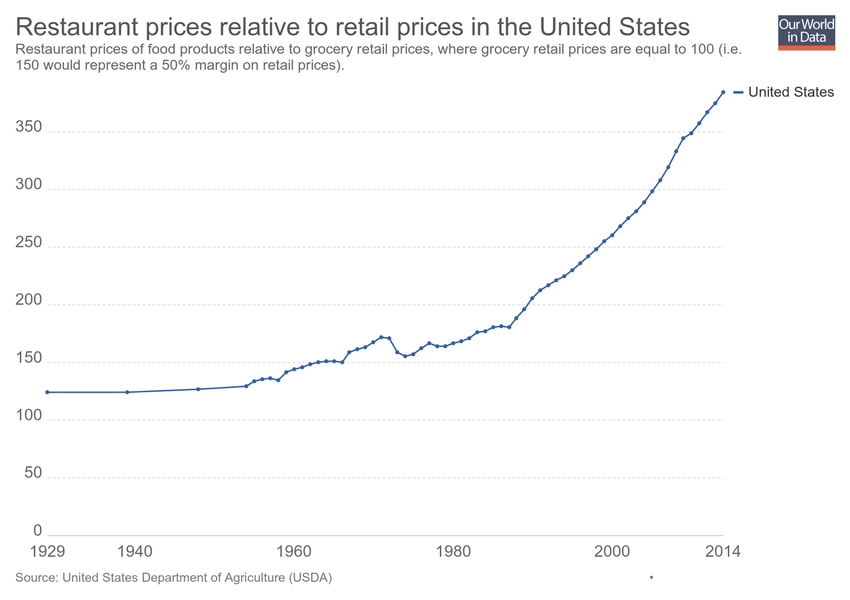 Restaurant prices relative to retail prices in the United States
Our World
in Data
Restaurant prices of food products relative to grocery retail prices, where grocery retail prices are equal to 100 (i.e.
150 would represent a 50% margin on retail prices).
United States
350
300
250
200
150
100
50
0
1929 1940 1960 1980 2000 2014
Source: United States Department of Agriculture (USDA)